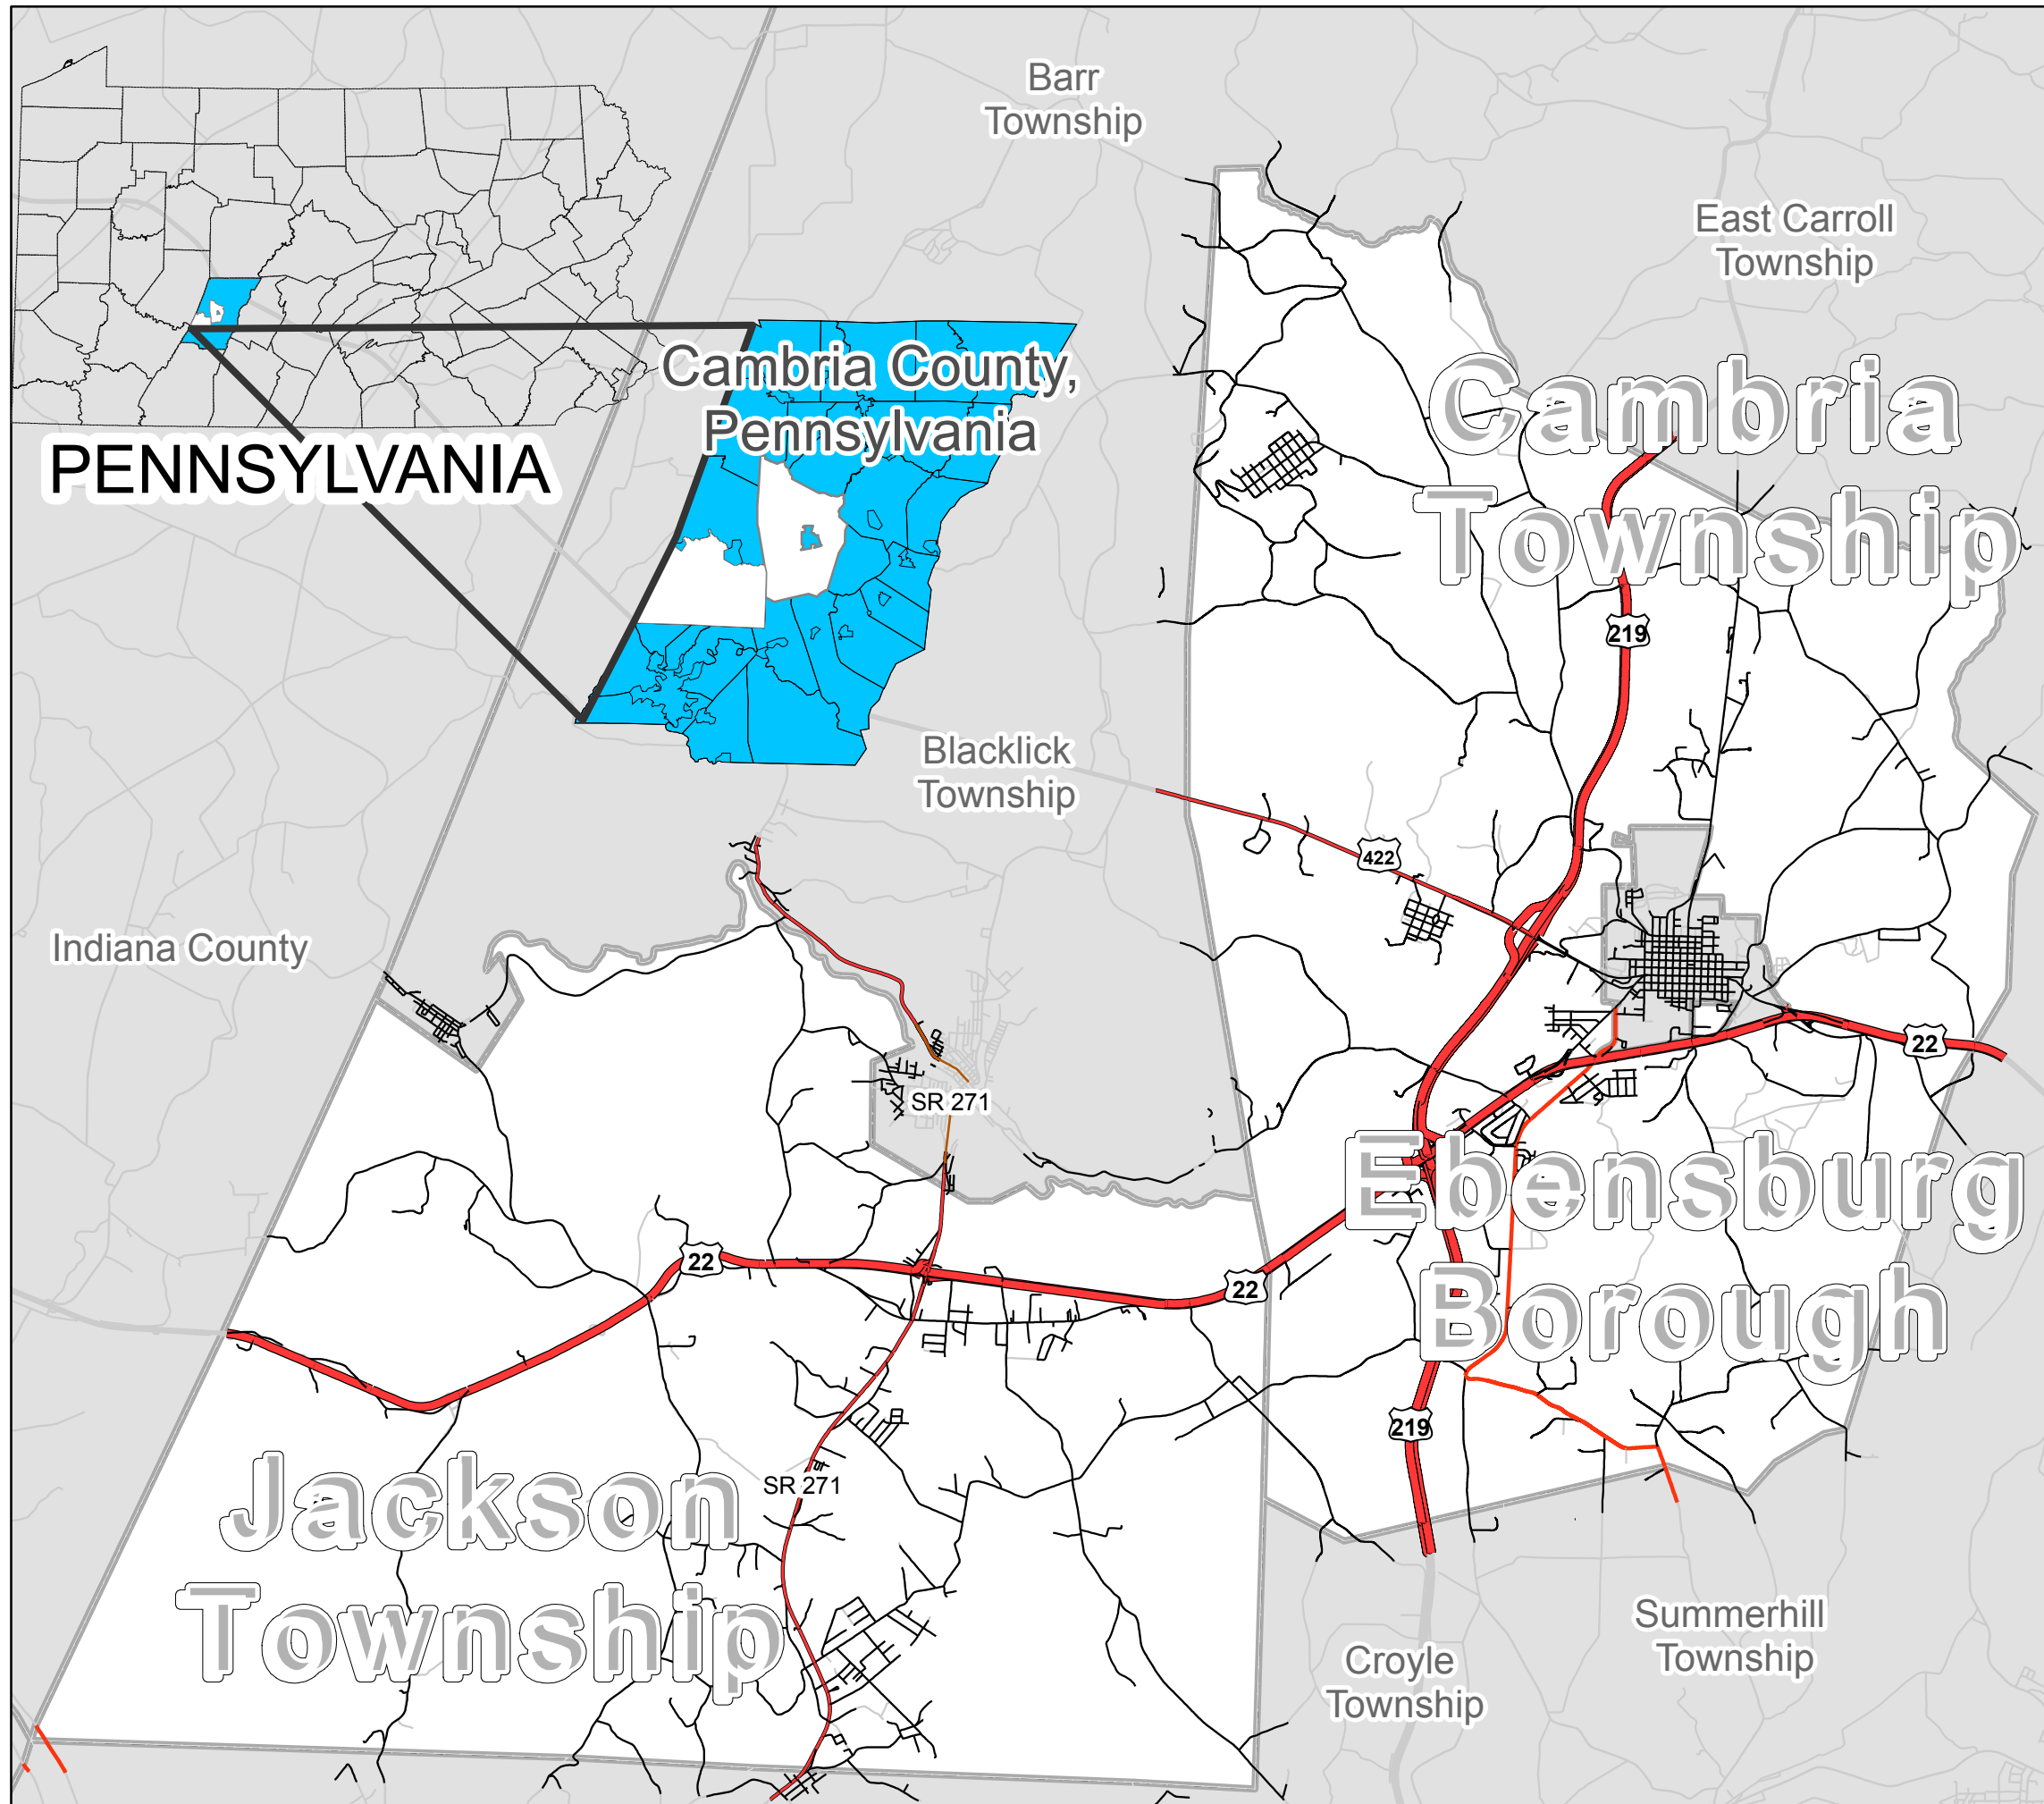 Barr
Township
East Carroll
Township
Cambria County,
Pennsylvania
PENNSYLVANIA
Cambria
Township
219
Blacklick
Township
422
Indiana County
22
SR 271
Ebensburg
Borough
22
22
219
SR 271
Jackson
Township
Summerhill
Township
Croyle
Township